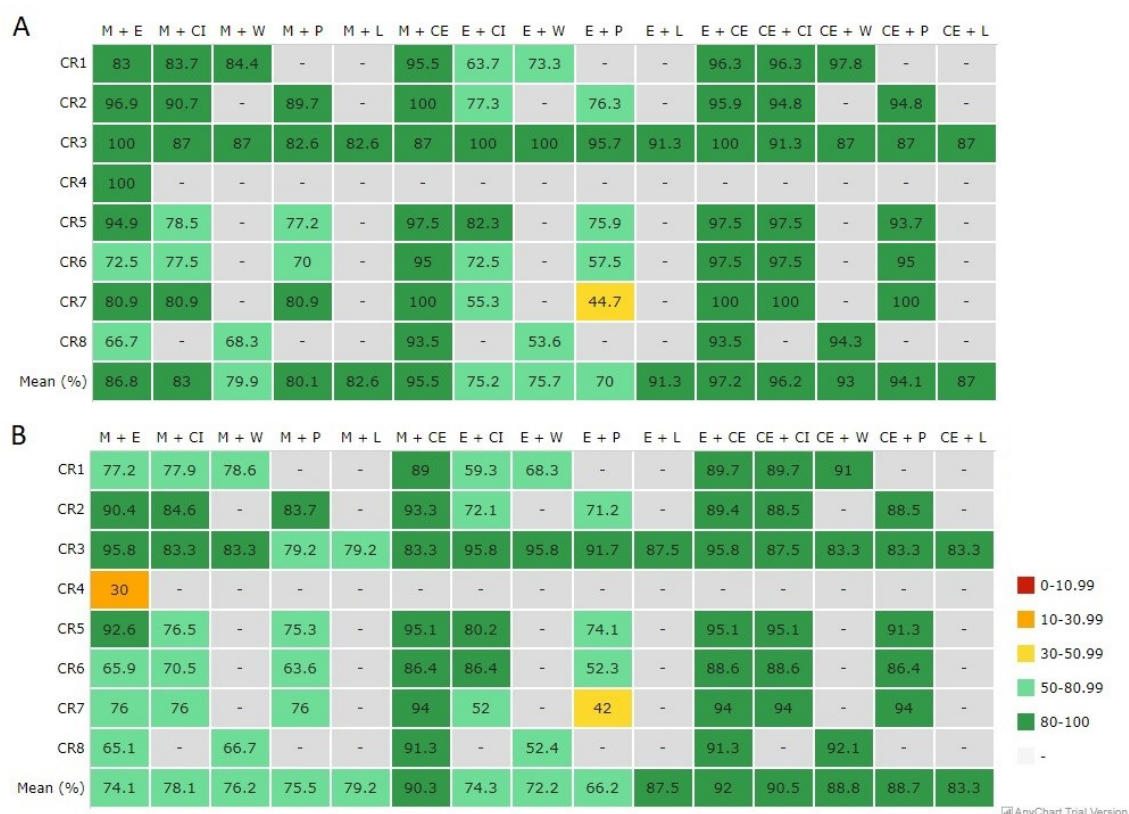 A
M + E M + CI M + W M + P M + L M + CE E + CI E + W E + P E + L E + CE CE + CI CE + W CE + P CE + L
CR1 83 83.7 84.4 - - 95.5 63.7 73.3 - - 96.3 96.3 97.8 - -
CR2 96.9 90.7 - 89.7 - 100 77.3 - 76.3 - 95.9 94.8 - 94.8 -
CR3 100 87 87 82.6 82.6 87 100 100 95.7 91.3 100 91.3 87 87 87
CR4 100 - - - - - - - - - - - - - -
CR5 94.9 78.5 - 77.2 - 97.5 82.3 - 75.9 - 97.5 97.5 - 93.7 -
CR6 72.5 77.5 - 70 - 95 72.5 - 57.5 - 97.5 97.5 - 95 -
CR7 80.9 80.9 - 80.9 - 100 55.3 - 44.7 - 100 100 - 100 -
CR8 66.7 - 68.3 - - 93.5 - 53.6 - - 93.5 - 94.3 - -
Mean (%) 86.8 83 79.9 80.1 82.6 95.5 75.2 75.7 70 91.3 97.2 96.2 93 94.1 87
B
M + E M + CI M + W M + P M + L M + CE E + CI E + W E + P E + L E + CE CE + CI CE + W CE + P CE + L
CR1 77.2 77.9 78.6 - - 89 59.3 68.3 - - 89.7 89.7 91 - -
CR2 90.4 84.6 - 83.7 - 93.3 72.1 - 71.2 - 89.4 88.5 - 88.5 -
CR3 95.8 83.3 83.3 79.2 79.2 83.3 95.8 95.8 91.7 87.5 95.8 87.5 83.3 83.3 83.3
CR4 30 - - - - - - - - - - - - - -
CR5 92.6 76.5 - 75.3 - 95.1 80.2 - 74.1 - 95.1 95.1 - 91.3 -
CR6 65.9 70.5 - 63.6 - 86.4 86.4 - 52.3 - 88.6 88.6 - 86.4 -
CR7 76 76 - 76 - 94 52 - 42 - 94 94 - 94 -
CR8 65.1 - 66.7 - - 91.3 - 52.4 - - 91.3 - 92.1 - -
Mean (%) 74.1 78.1 76.2 75.5 79.2 90.3 74.3 72.2 66.2 87.5 92 90.5 88.8 88.7 83.3
0-10.99
10-30.99
30-50.99
50-80.99
80-100
-
AnyChart Trial Version